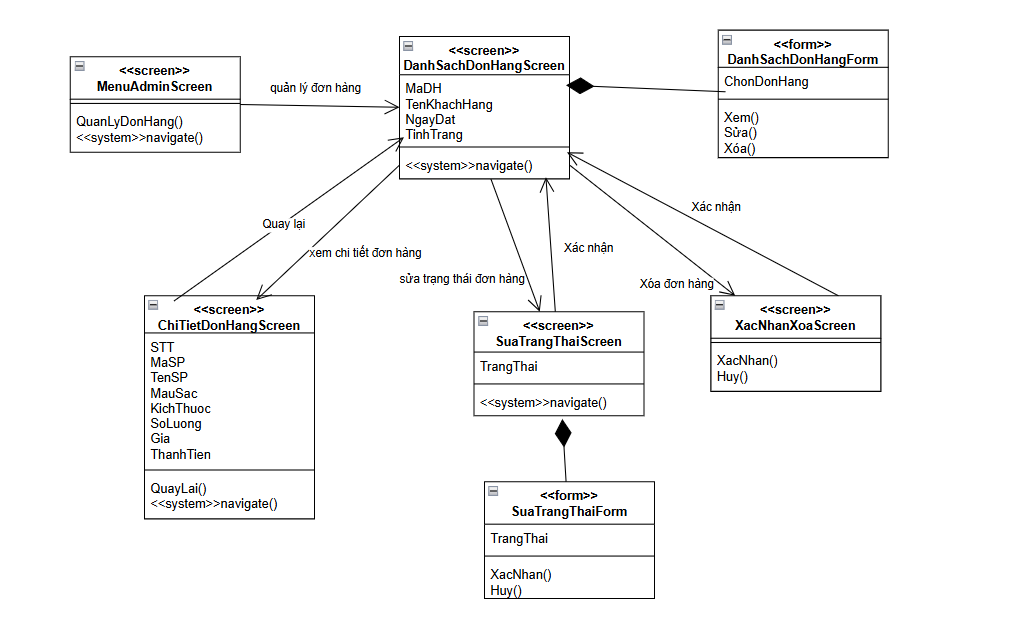 <<screen>>
MenuAdminScreen
QuanLyDonHang()
<<system>>navigate()
quản lý đơn hàng
<<screen>>
DanhSachDonHangScreen
MaDH
TenKhachHang
NgayDat
TinhTrang
<<system>>navigate()
<<form>>
DanhSachDonHangForm
ChonDonHang
Xem()
Sửa()
Xóa()
Quay lại
xem chi tiết đơn hàng
sửa trạng thái đơn hàng
Xác nhận
Xóa đơn hàng
Xác nhận
<<screen>>
ChiTietDonHangScreen
STT
MaSP
TenSP
MauSac
KichThuoc
SoLuong
Gia
ThanhTien
QuayLai()
<<system>>navigate()
<<screen>>
SuaTrangThaiScreen
TrangThai
<<system>>navigate()
<<screen>>
XacNhanXoaScreen
XacNhan()
Huy()
<<form>>
SuaTrangThaiForm
TrangThai
XacNhan()
Huy()